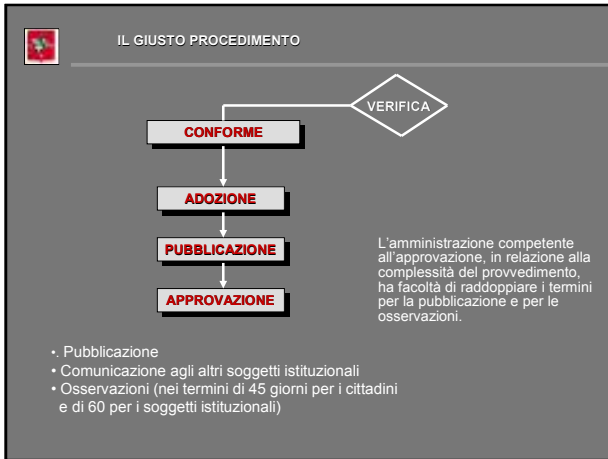 IL GIUSTO PROCEDIMENTO
VERIFICA
CONFORME
ADOZIONE
PUBBLICAZIONE
APPROVAZIONE
L'amministrazione competente
all'approvazione, in relazione alla
complessità del provvedimento,
ha facoltà di raddoppiare i termini
per la pubblicazione e per le
osservazioni.
•. Pubblicazione
• Comunicazione agli altri soggetti istituzionali
• Osservazioni (nei termini di 45 giorni per i cittadini
e di 60 per i soggetti istituzionali)